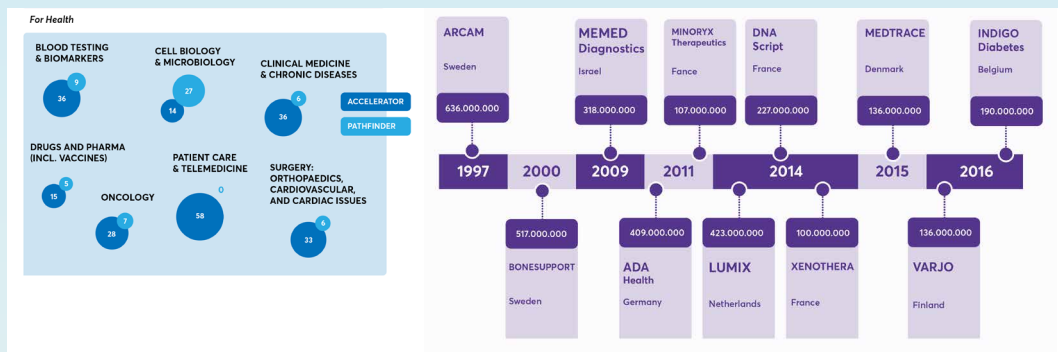 For Health
BLOOD TESTING
& BIOMARKERS
9
36
CELL BIOLOGY
& MICROBIOLOGY
27
14
CLINICAL MEDICINE
& CHRONIC DISEASES
6
36
ACCELERATOR
PATHFINDER
DRUGS AND PHARMA
(INCL. VACCINES)
5
15
ONCOLOGY
7
28
PATIENT CARE
& TELEMEDICINE
0
58
SURGERY:
ORTHOPAEDICS,
CARDIOVASCULAR,
AND CARDIAC ISSUES
6
33
ARCAM
Sweden
636.000.000
MEMED
Diagnostics
Israel
318.000.000
MINORYX
Therapeutics
Fance
107.000.000
DNA
Script
France
227.000.000
MEDTRACE
Denmark
136.000.000
INDIGO
Diabetes
Belgium
190.000.000
1997 2000 2009 2011 2014 2015 2016
517.000.000
BONESUPPORT
Sweden
409.000.000
ADA
Health
Germany
423.000.000
LUMIX
Netherlands
100.000.000
XENOTHERA
France
136.000.000
VARJO
Finland